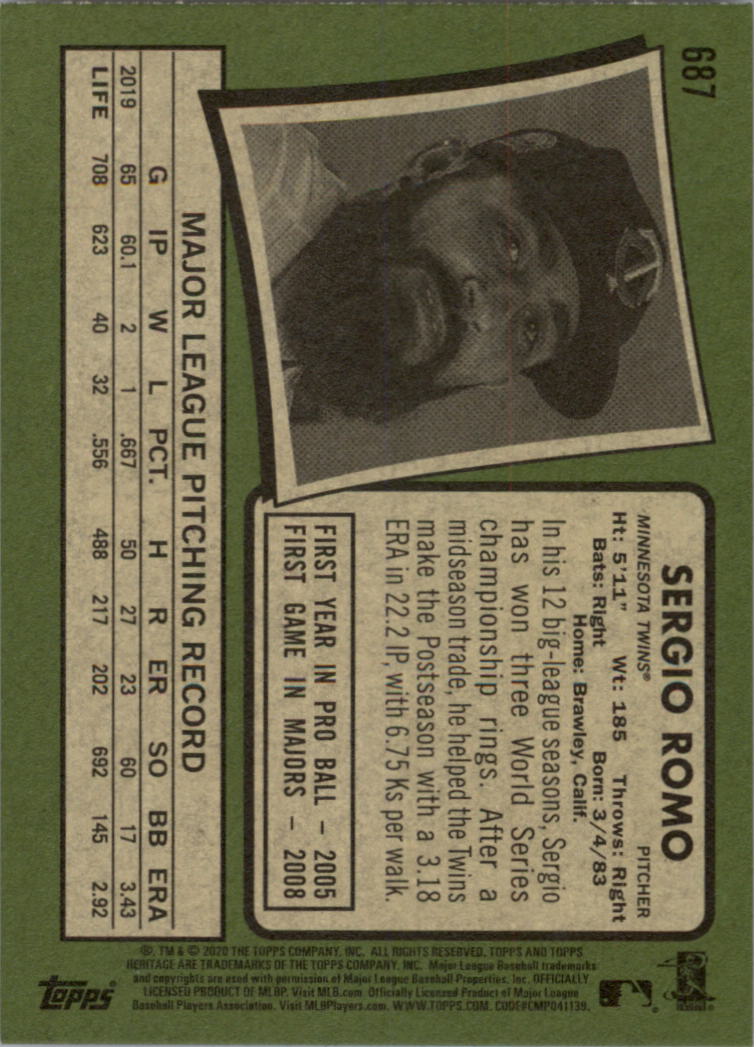 687
SERGIO ROMO
MINNESOTA TWINS® PITCHER
Ht: 5'11" Wt: 185 Throws: Right
Bats: Right Born: 3/4/83
Home: Brawley, Calif.
In his 12 big-league seasons, Sergio
has won three World Series
championship rings. After a
midseason trade, he helped the Twins
make the Postseason with a 3.18
ERA in 22.2 IP, with 6.75 Ks per walk.
FIRST YEAR IN PRO BALL – 2005
FIRST GAME IN MAJORS – 2008
MAJOR LEAGUE PITCHING RECORD
G IP W L PCT. H R ER SO BB ERA
2019 65 60.1 2 1 .667 50 27 23 60 17 3.43
LIFE 708 623 40 32 .556 488 217 202 692 145 2.92
®, TM & © 2020 THE TOPPS COMPANY, INC. ALL RIGHTS RESERVED. TOPPS AND TOPPS
HERITAGE ARE TRADEMARKS OF THE TOPPS COMPANY, INC. Major League Baseball trademarks
and copyrights are used with permission of Major League Baseball Properties, Inc. OFFICIALLY
LICENSED PRODUCT OF MLBP. Visit MLB.com. Officially Licensed Product of Major League
Baseball Players Association. Visit MLBPlayers.com. WWW.TOPPS.COM. CODE#CMP041139.
Topps